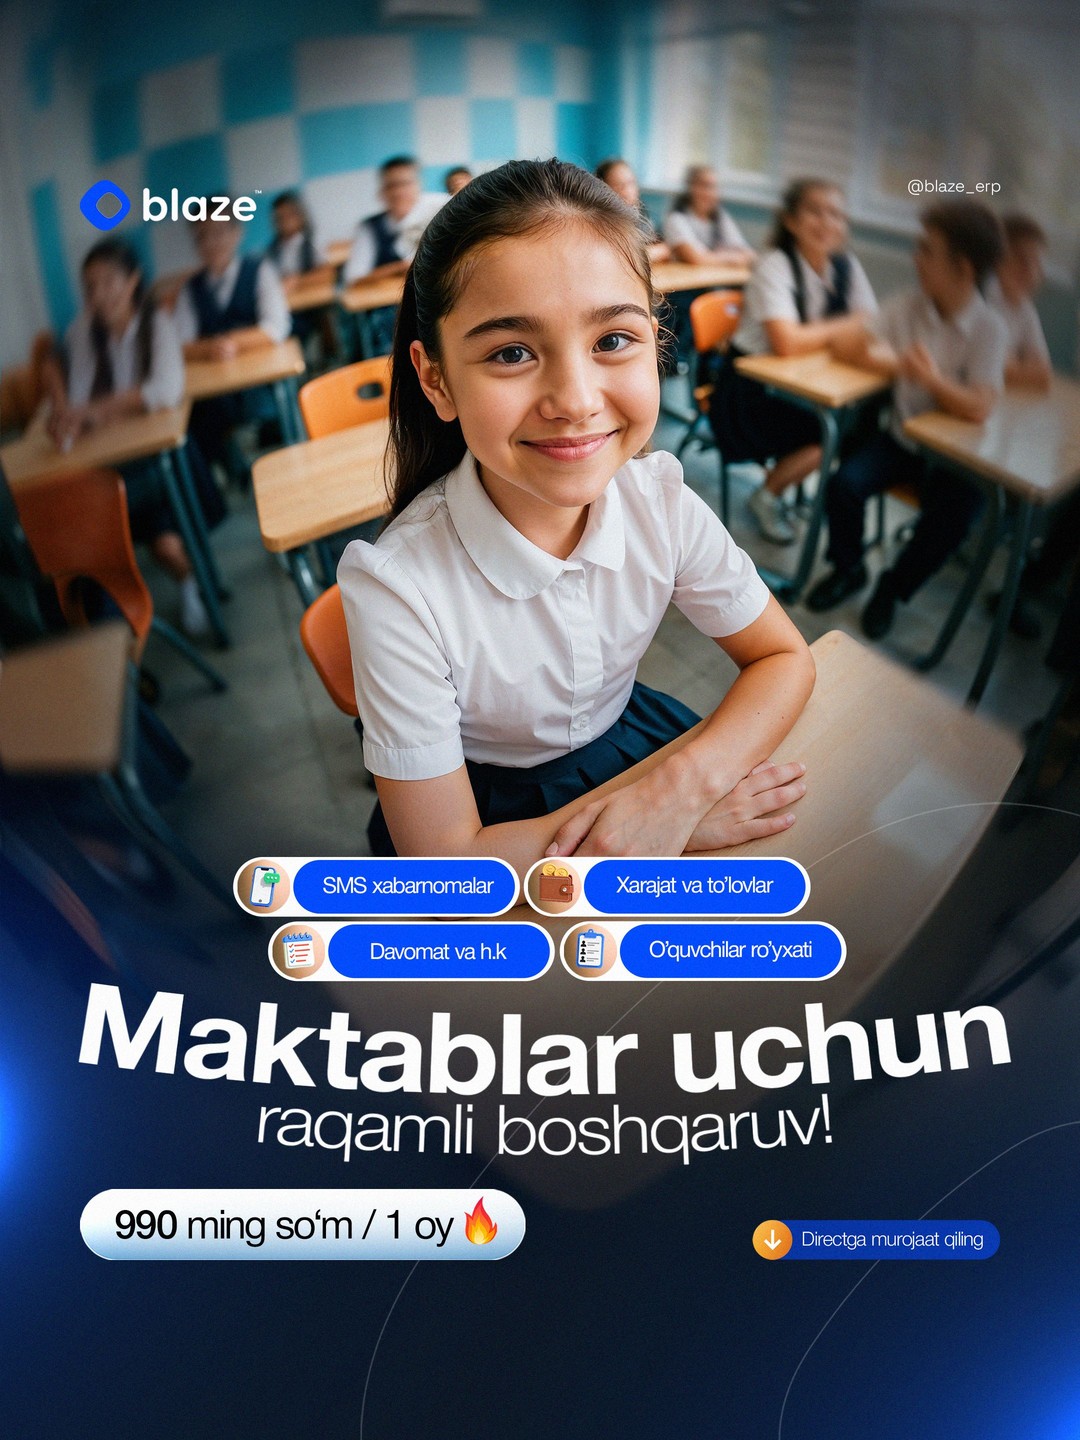 blaze™
@blaze_erp
SMS xabarnomalar
Xarajat va to’lovlar
Davomat va h.k
O’quvchilar ro’yxati
Maktablar uchun
raqamli boshqaruv!
990 ming so‘m / 1 oy
Directga murojaat qiling